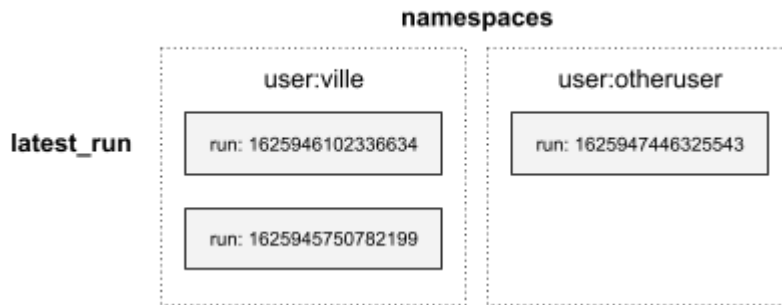 namespaces
user:ville
user:otheruser
latest_run
run: 1625946102336634
run: 1625947446325543
run: 1625945750782199